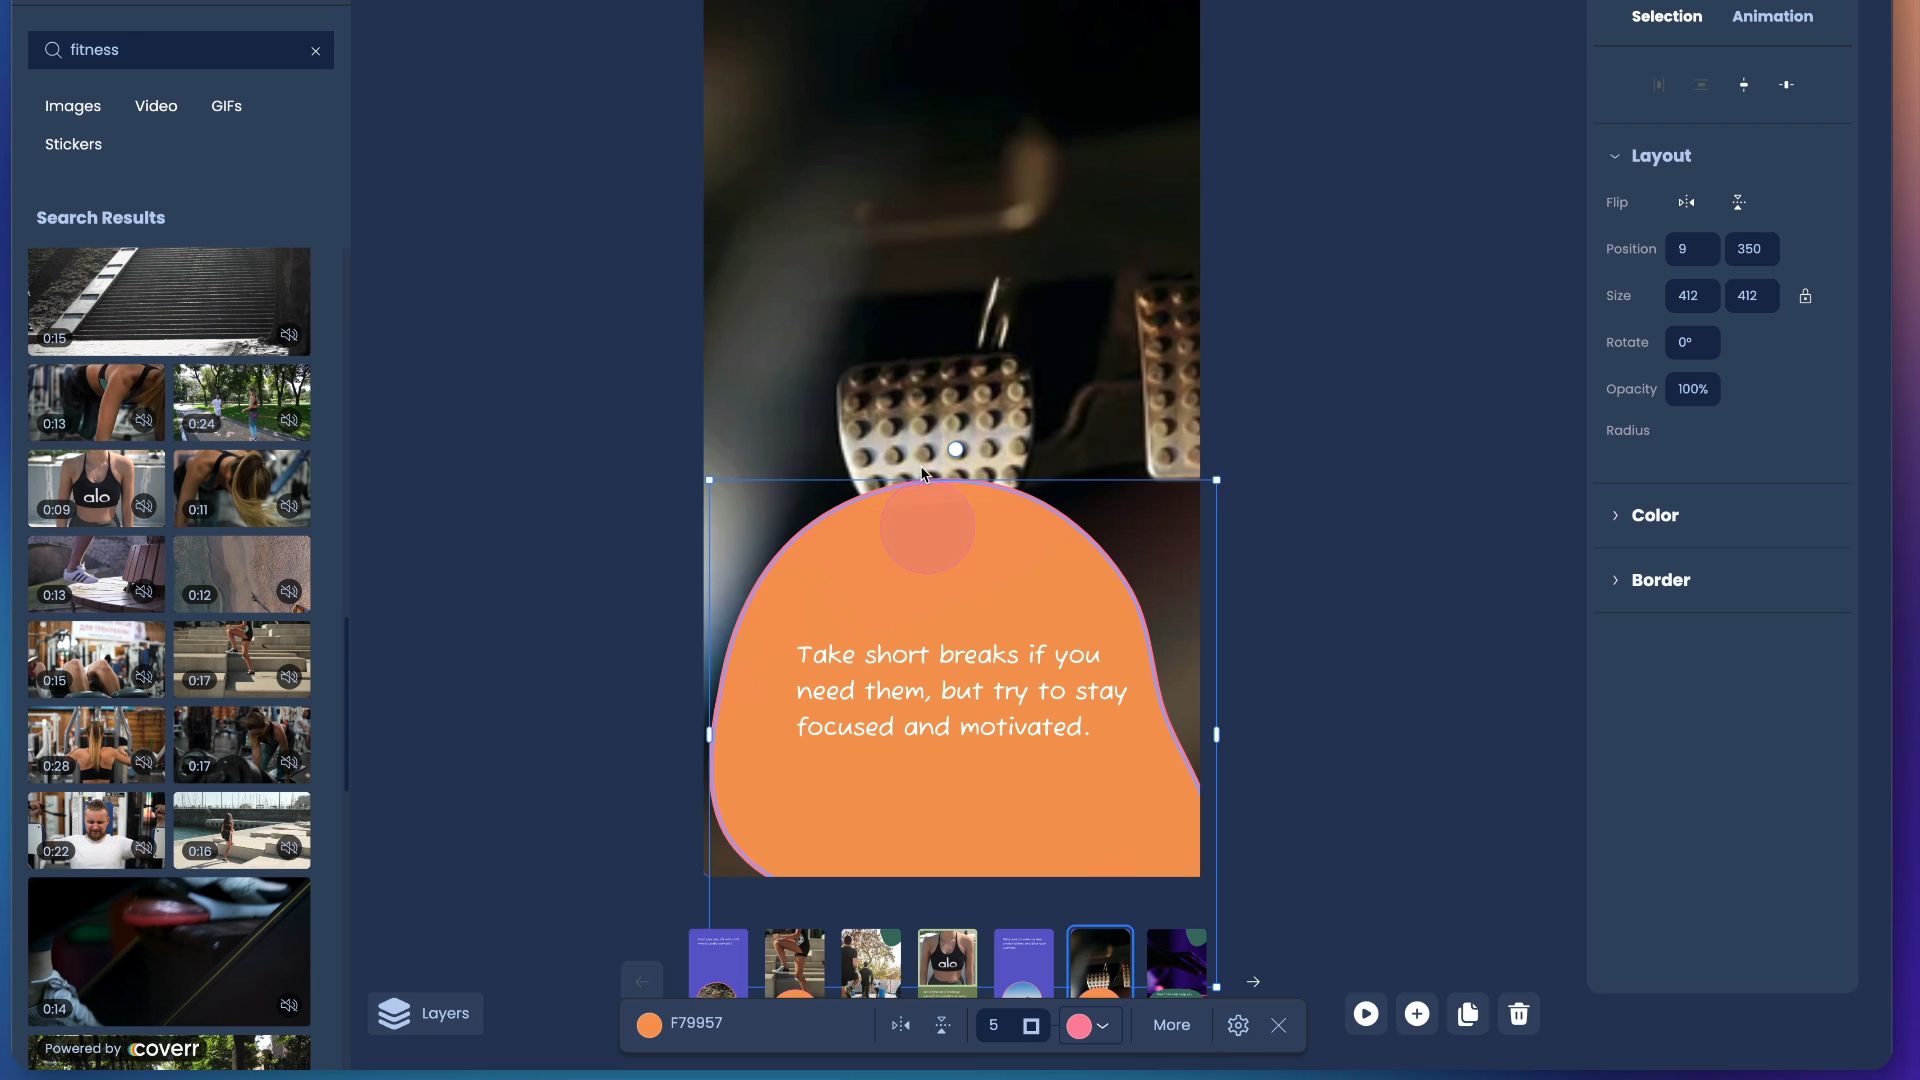 fitness
Images Video GIFs
Stickers
Search Results
0:15
0:13 0:24
0:09 0:11
alo
0:13 0:12
0:15 0:17
0:28 0:17
0:22 0:16
0:14
Powered by coverr
Take short breaks if you
need them, but try to stay
focused and motivated.
alo
Layers
F79957
5
More
Selection Animation
Layout
Flip
Position 9 350
Size 412 412
Rotate 0°
Opacity 100%
Radius
Color
Border